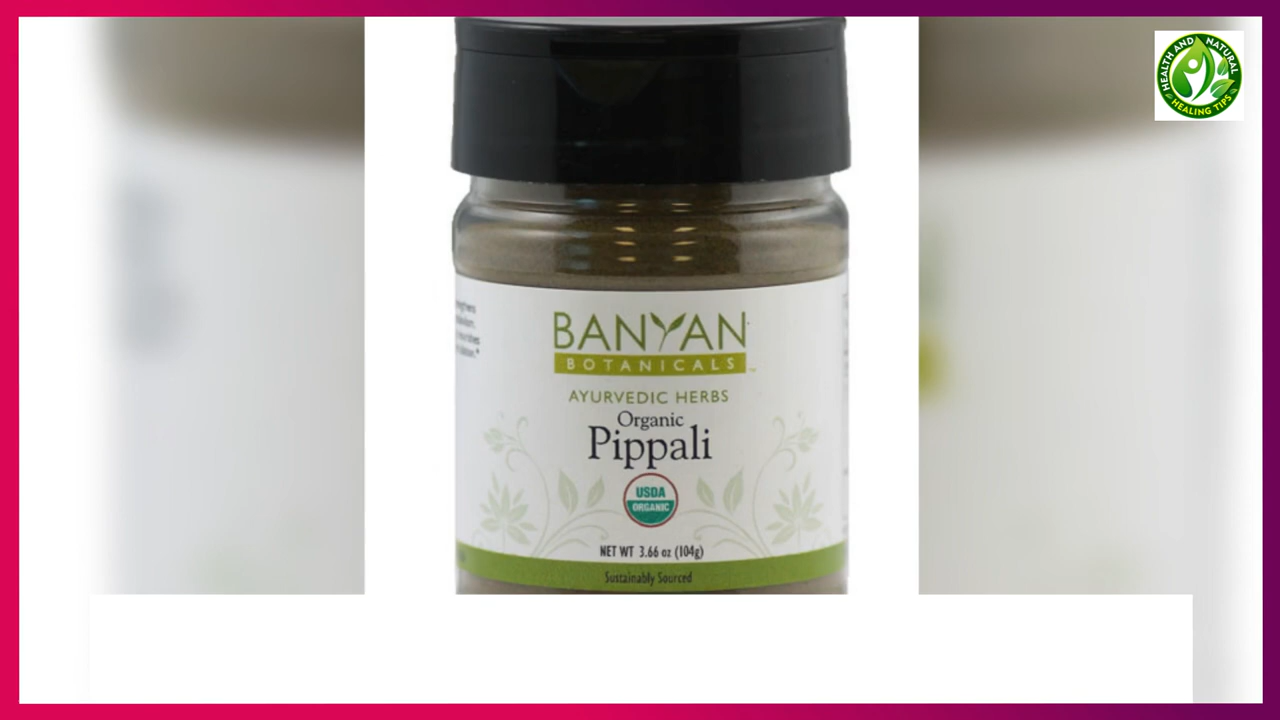 HEALTH AND NATURAL
HEALING TIPS
BANYAN
BOTANICALS
AYURVEDIC HERBS
Organic
Pippali
USDA
ORGANIC
NET WT 3.66 oz (104g)
Sustainably Sourced